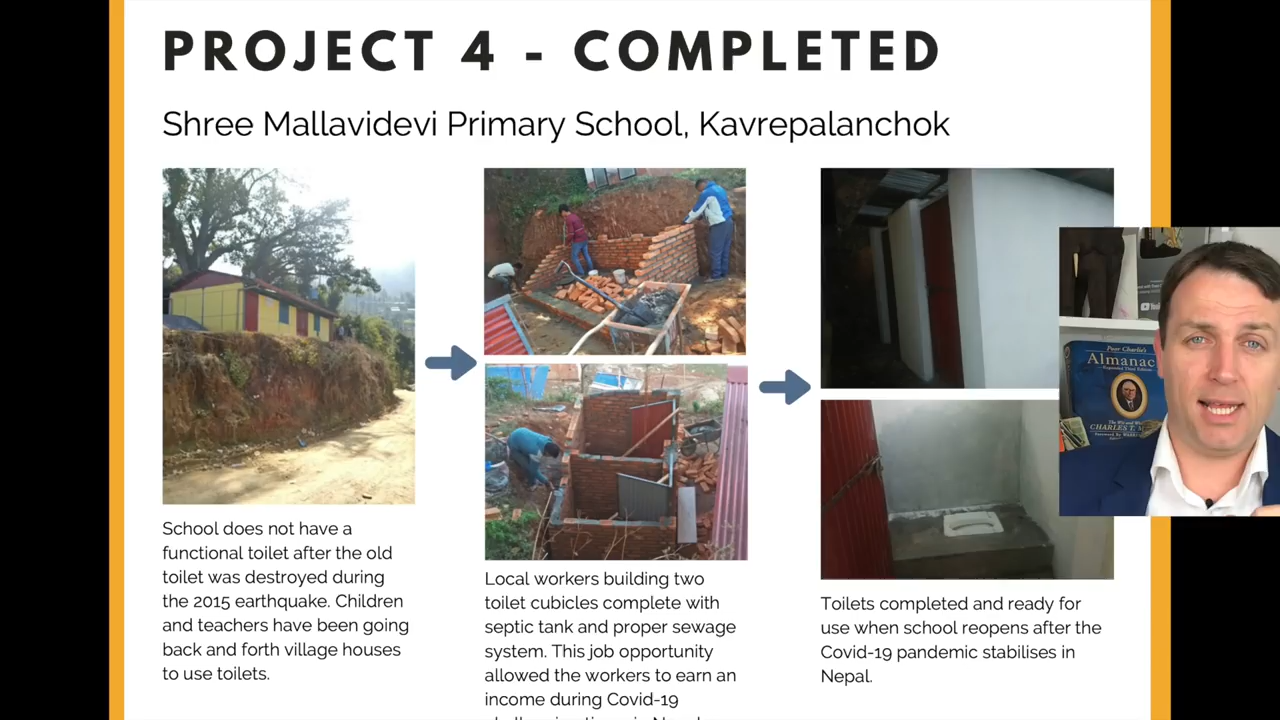 PROJECT 4 - COMPLETED
Shree Mallavidevi Primary School, Kavrepalanchok
School does not have a
functional toilet after the old
toilet was destroyed during
the 2015 earthquake. Children
and teachers have been going
back and forth village houses
to use toilets.
Local workers building two
toilet cubicles complete with
septic tank and proper sewage
system. This job opportunity
allowed the workers to earn an
income during Covid-19
Toilets completed and ready for
use when school reopens after the
Covid-19 pandemic stabilises in
Nepal.
Poor Charlie's
Almanac
CHARLES T.